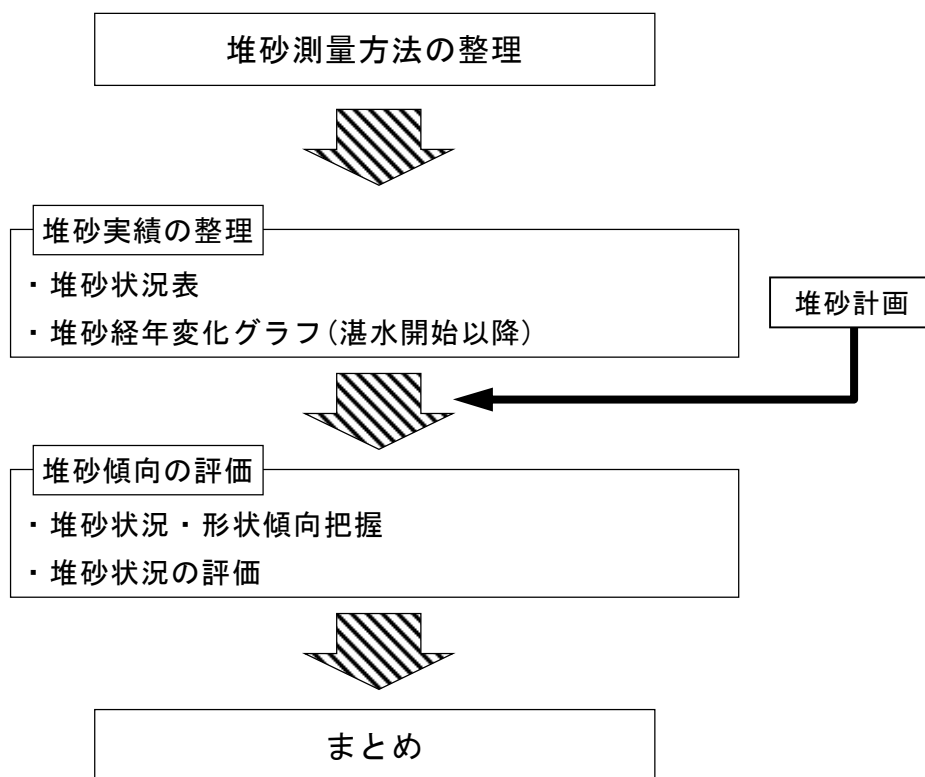 堆砂測量方法の整理
堆砂実績の整理
・堆砂状況表
・堆砂経年変化グラフ(湛水開始以降)
堆砂計画
堆砂傾向の評価
・堆砂状況・形状傾向把握
・堆砂状況の評価
まとめ